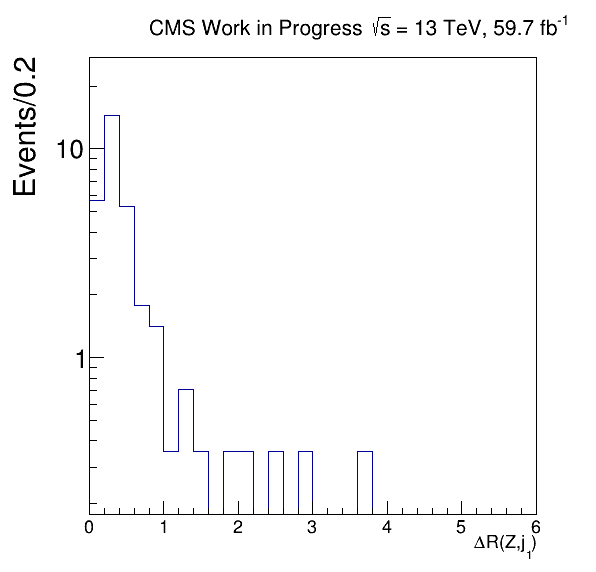 CMS Work in Progress √s = 13 TeV, 59.7 fb⁻¹
Events/0.2
10
1
0 1 2 3 4 5 6
ΔR(Z,j₁)